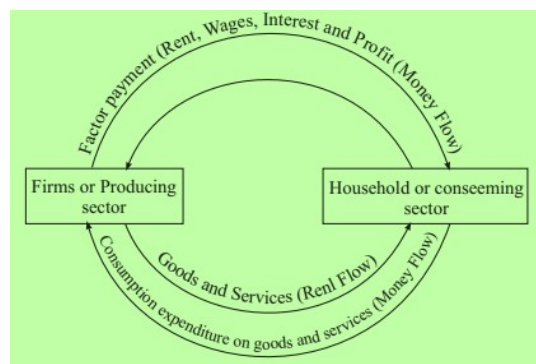 Factor payment (Rent, Wages, Interest and Profit (Money Flow)
Firms or Producing
sector
Household or conseeming
sector
Goods and Services (Renl Flow)
Consumption expenditure on goods and services (Money Flow)